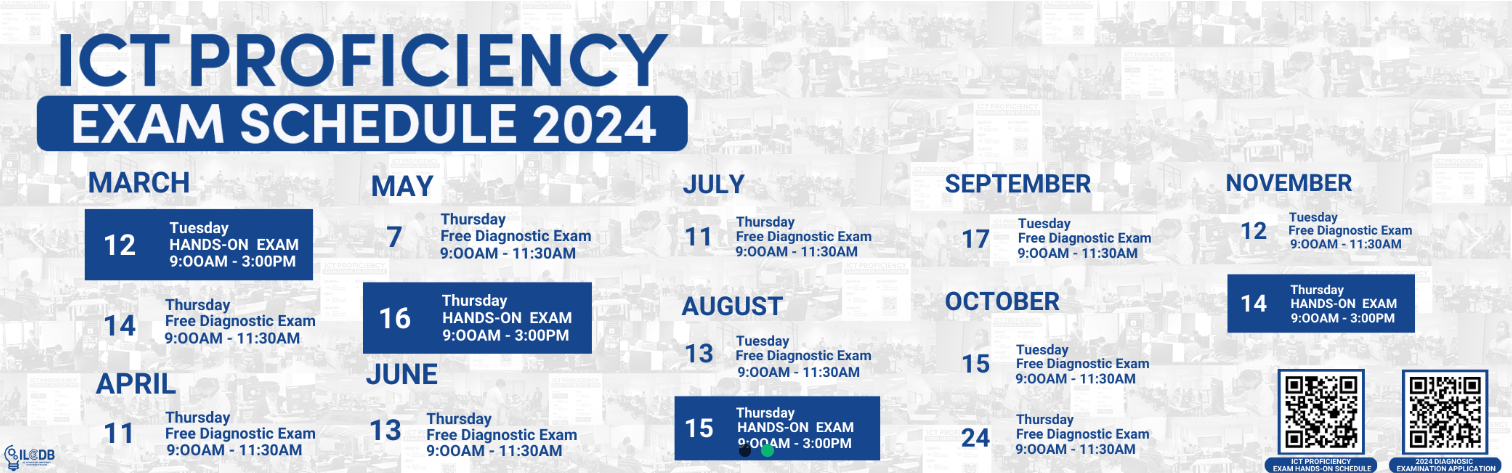 ICT PROFICIENCY
EXAM SCHEDULE 2024
MARCH
12
Tuesday
HANDS-ON EXAM
9:00AM - 3:00PM
14
Thursday
Free Diagnostic Exam
9:00AM - 11:30AM
APRIL
11
Thursday
Free Diagnostic Exam
9:00AM - 11:30AM
MAY
7
Thursday
Free Diagnostic Exam
9:00AM - 11:30AM
16
Thursday
HANDS-ON EXAM
9:00AM - 3:00PM
JUNE
13
Thursday
Free Diagnostic Exam
9:00AM - 11:30AM
JULY
11
Thursday
Free Diagnostic Exam
9:00AM - 11:30AM
AUGUST
13
Tuesday
Free Diagnostic Exam
9:00AM - 11:30AM
15
Thursday
HANDS-ON EXAM
9:00AM - 3:00PM
SEPTEMBER
17
Tuesday
Free Diagnostic Exam
9:00AM - 11:30AM
OCTOBER
15
Tuesday
Free Diagnostic Exam
9:00AM - 11:30AM
24
Thursday
Free Diagnostic Exam
9:00AM - 11:30AM
NOVEMBER
12
Tuesday
Free Diagnostic Exam
9:00AM - 11:30AM
14
Thursday
HANDS-ON EXAM
9:00AM - 3:00PM
ICT PROFICIENCY
EXAM HANDS-ON SCHEDULE
2024 DIAGNOSIC
EXAMINATION APPLICATION
ILCDB